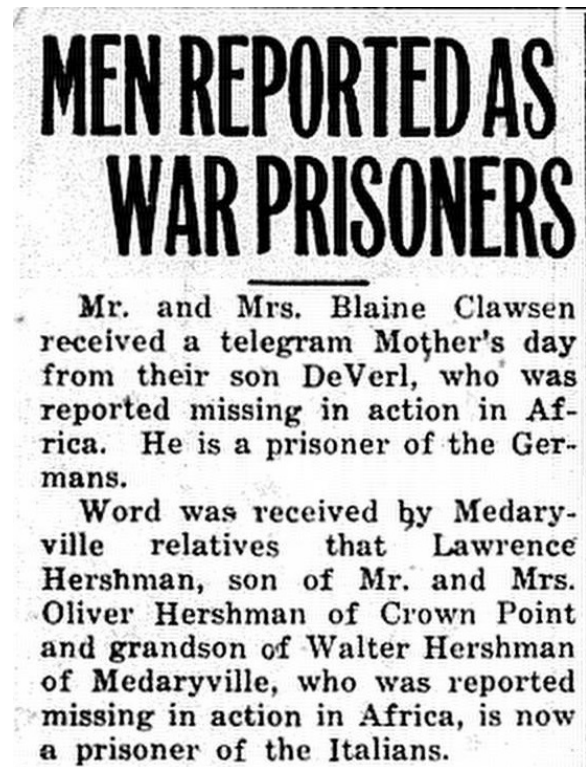 MEN REPORTED AS
WAR PRISONERS
Mr. and Mrs. Blaine Clawsen
received a telegram Mother's day
from their son DeVerl, who was
reported missing in action in Af-
rica. He is a prisoner of the Ger-
mans.
Word was received by Medary-
ville relatives that Lawrence
Hershman, son of Mr. and Mrs.
Oliver Hershman of Crown Point
and grandson of Walter Hershman
of Medaryville, who was reported
missing in action in Africa, is now
a prisoner of the Italians.